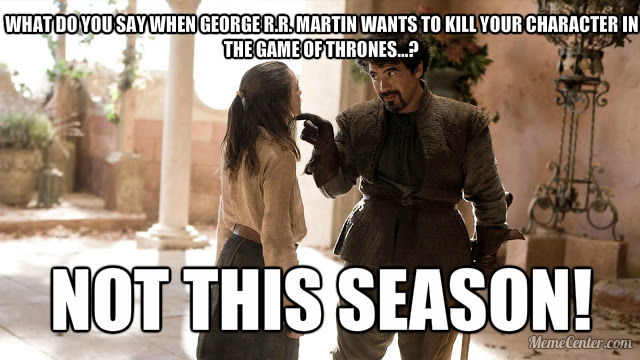 WHAT DO YOU SAY WHEN GEORGE R.R. MARTIN WANTS TO KILL YOUR CHARACTER IN
THE GAME OF THRONES...?
NOT THIS SEASON!
MemeCenter.com